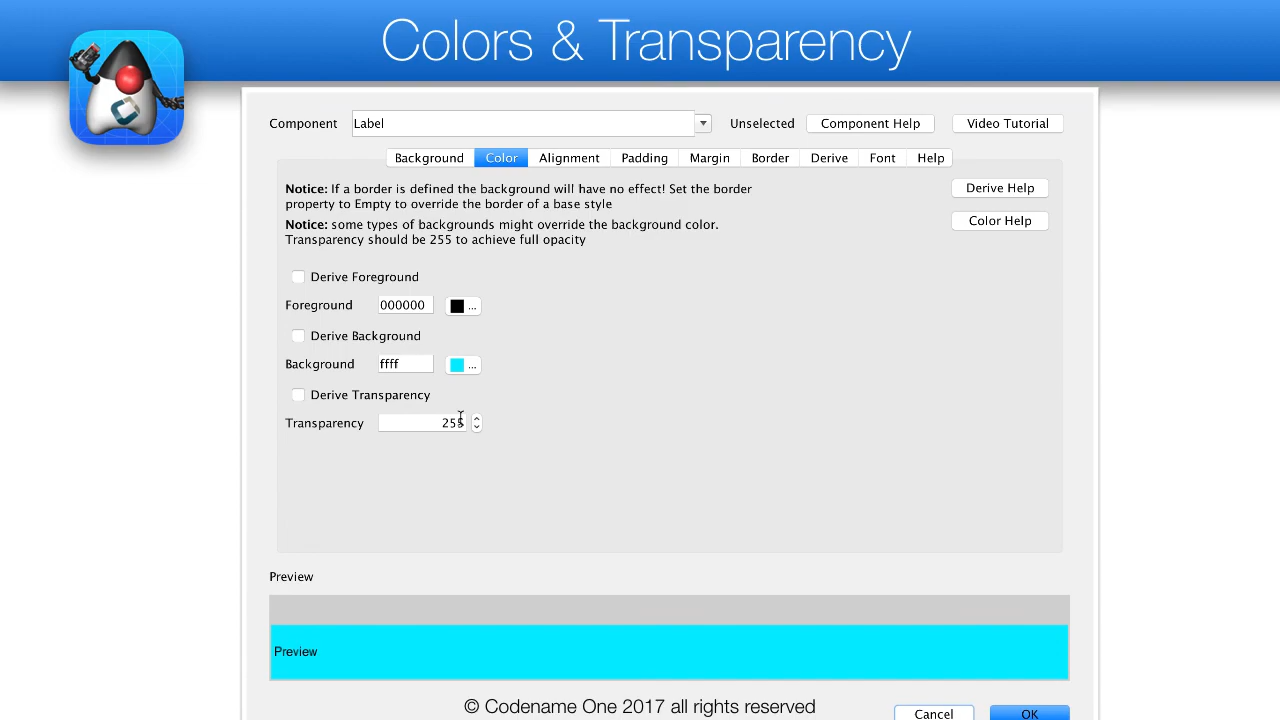 Colors & Transparency
Component Label Unselected Component Help Video Tutorial
Background Color Alignment Padding Margin Border Derive Font Help
Notice: If a border is defined the background will have no effect! Set the border
property to Empty to override the border of a base style
Derive Help
Notice: some types of backgrounds might override the background color.
Transparency should be 255 to achieve full opacity
Color Help
Derive Foreground
Foreground 000000 ...
Derive Background
Background ffff ...
Derive Transparency
Transparency 255
Preview
Preview
© Codename One 2017 all rights reserved
Cancel OK